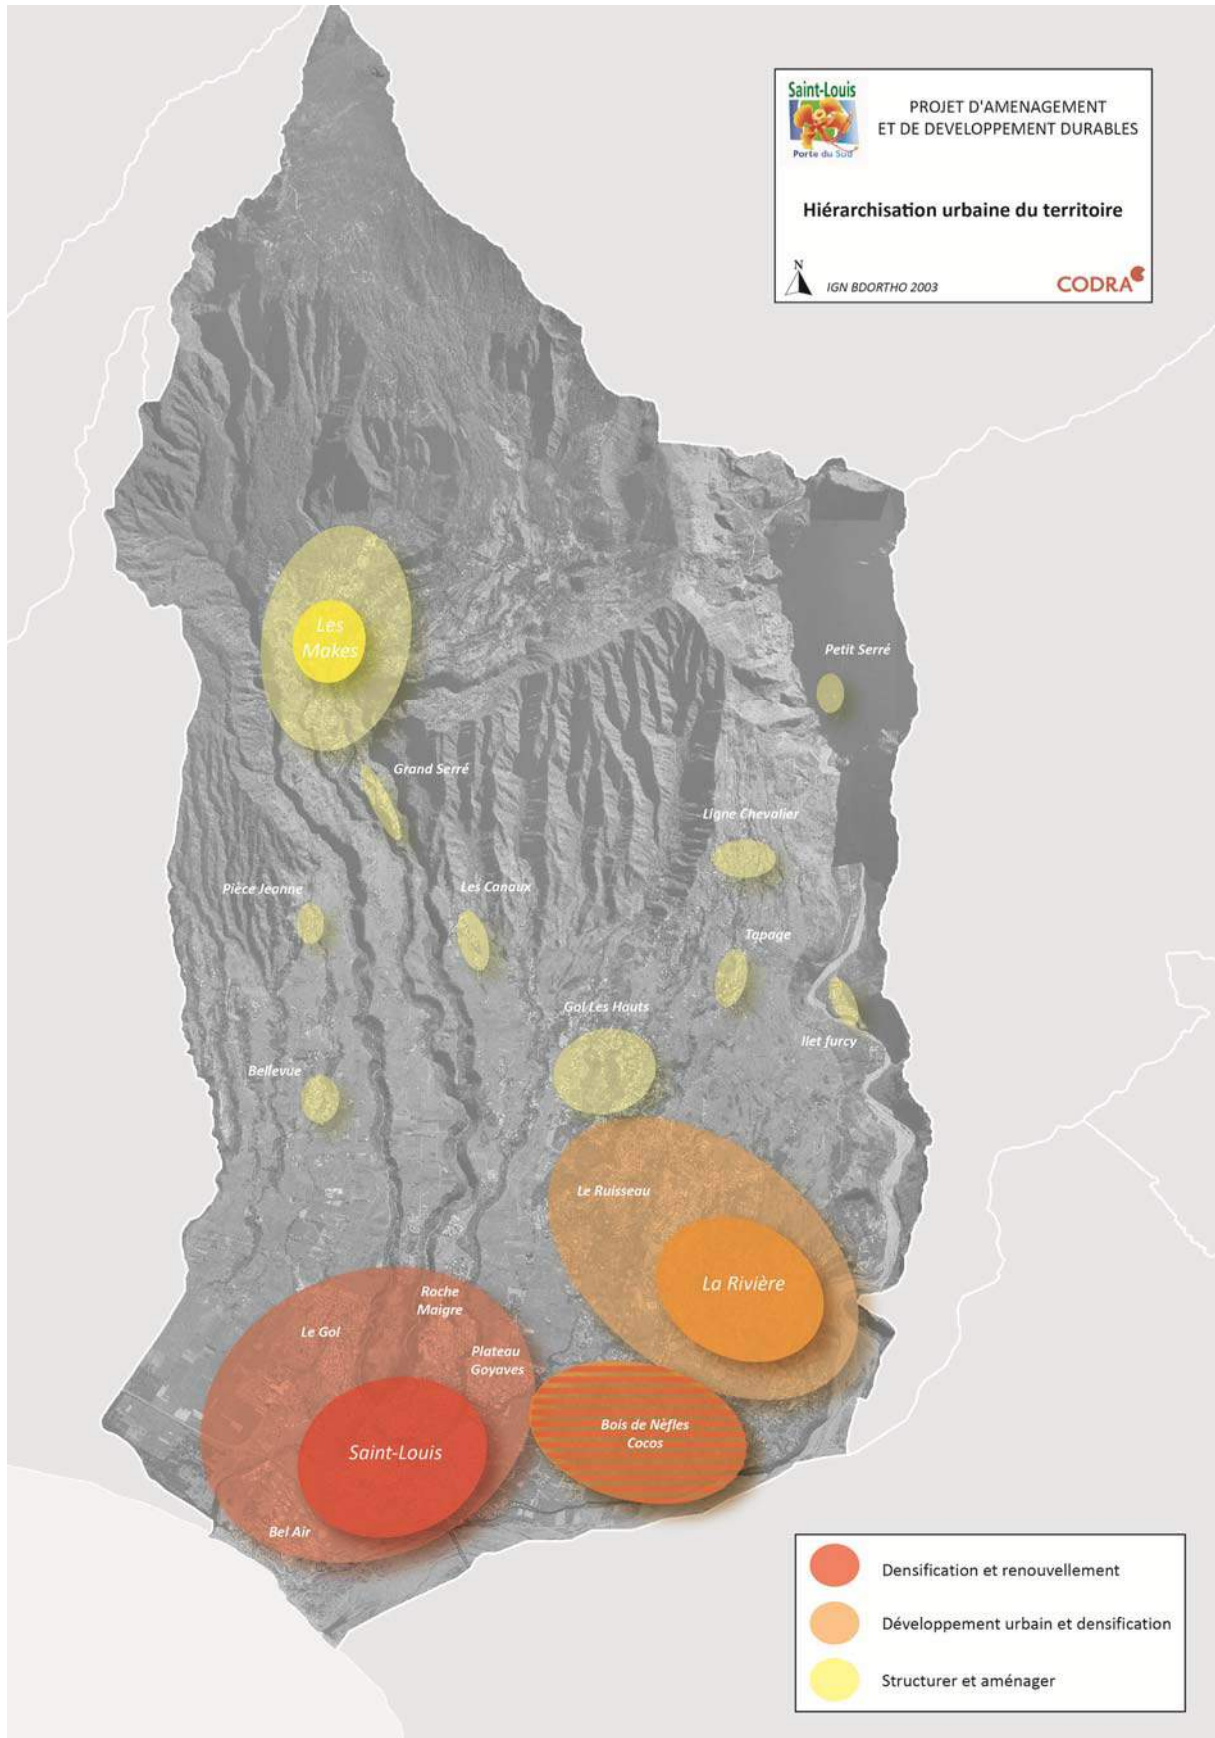 Saint-Louis
Porte du Sud
PROJET D'AMENAGEMENT
ET DE DEVELOPPEMENT DURABLES
Hiérarchisation urbaine du territoire
N
IGN BDORTHO 2003
CODRA
Les
Makes
Petit Serré
Grand Serré
Ligne Chevalier
Pièce Jeanne
Les Canaux
Tapage
Gol Les Hauts
Ilet furcy
Bellevue
Le Ruisseau
La Rivière
Roche
Maigre
Le Gol
Plateau
Goyaves
Bois de Nèfles
Cocos
Saint-Louis
Bel Air
Densification et renouvellement
Développement urbain et densification
Structurer et aménager